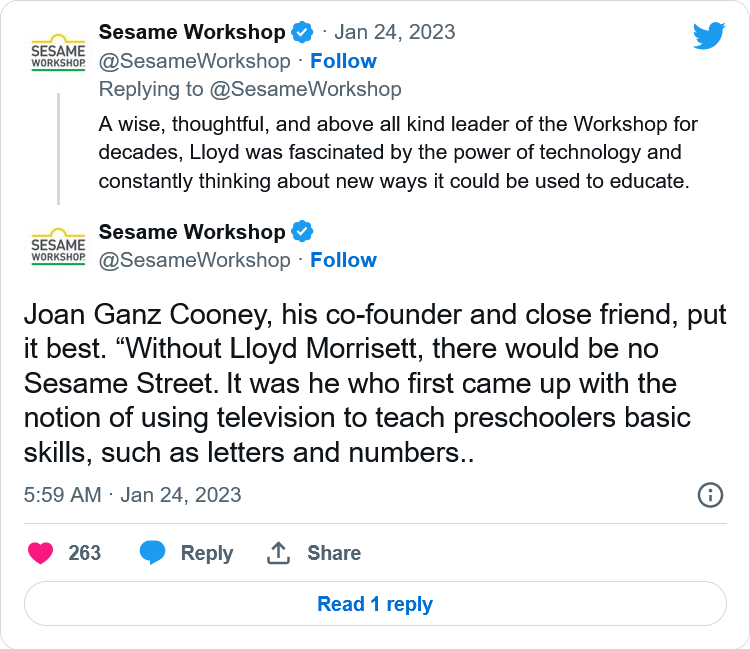 SESAME
WORKSHOP
Sesame Workshop · Jan 24, 2023
@SesameWorkshop · Follow
Replying to @SesameWorkshop
A wise, thoughtful, and above all kind leader of the Workshop for
decades, Lloyd was fascinated by the power of technology and
constantly thinking about new ways it could be used to educate.
SESAME
WORKSHOP
Sesame Workshop
@SesameWorkshop · Follow
Joan Ganz Cooney, his co-founder and close friend, put
it best. “Without Lloyd Morrisett, there would be no
Sesame Street. It was he who first came up with the
notion of using television to teach preschoolers basic
skills, such as letters and numbers..
5:59 AM · Jan 24, 2023
263 Reply Share
Read 1 reply